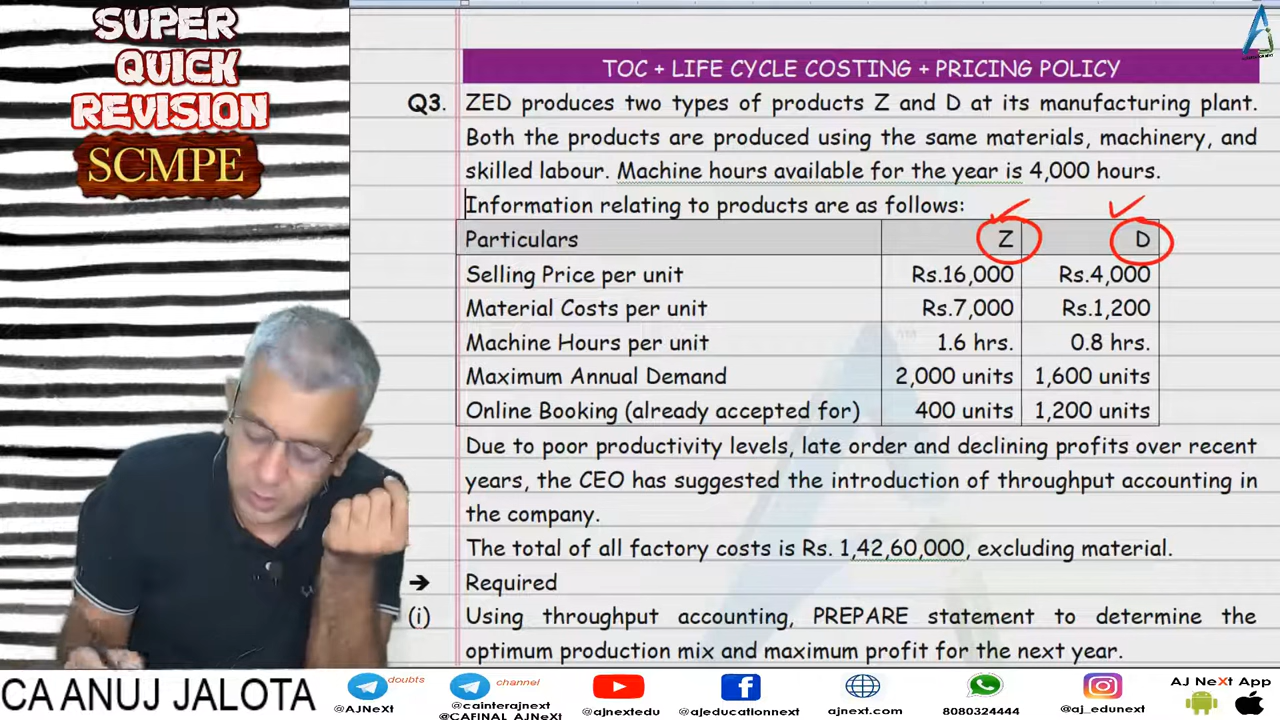 SUPER
QUICK
REVISION
SCMPE
TOC + LIFE CYCLE COSTING + PRICING POLICY
Q3. ZED produces two types of products Z and D at its manufacturing plant.
Both the products are produced using the same materials, machinery, and
skilled labour. Machine hours available for the year is 4,000 hours.
Information relating to products are as follows:
Particulars Z D
Selling Price per unit Rs.16,000 Rs.4,000
Material Costs per unit Rs.7,000 Rs.1,200
Machine Hours per unit 1.6 hrs. 0.8 hrs.
Maximum Annual Demand 2,000 units 1,600 units
Online Booking (already accepted for) 400 units 1,200 units
Due to poor productivity levels, late order and declining profits over recent
years, the CEO has suggested the introduction of throughput accounting in
the company.
The total of all factory costs is Rs. 1,42,60,000, excluding material.
→ Required
(i) Using throughput accounting, PREPARE statement to determine the
optimum production mix and maximum profit for the next year.
CA ANUJ JALOTA
doubts
@AJNeXt
channel
@cainterajnext
@CAFINAL_AJNeXt
@ajnextedu
@ajeducationnext
ajnext.com
8080324444
@aj_edunext
AJ NeXt App